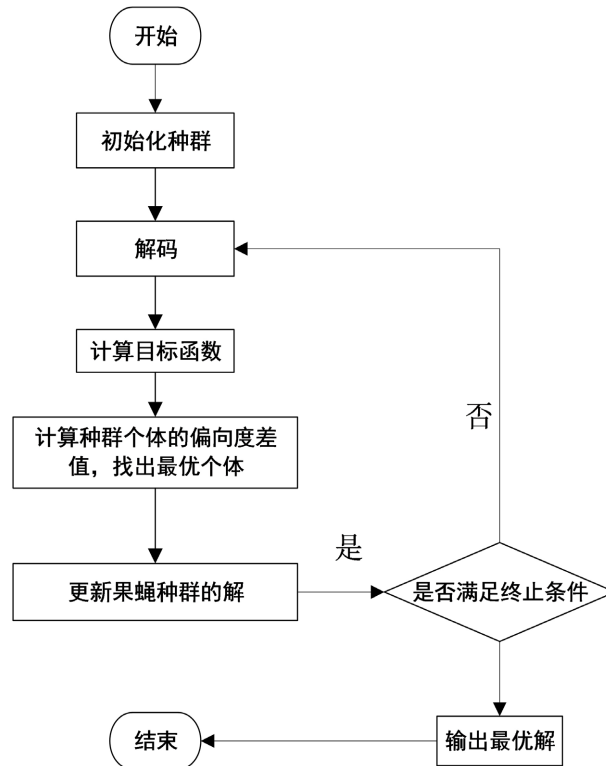 开始
初始化种群
解码
计算目标函数
计算种群个体的偏向度差
值，找出最优个体
更新果蝇种群的解
是
否
是否满足终止条件
输出最优解
结束